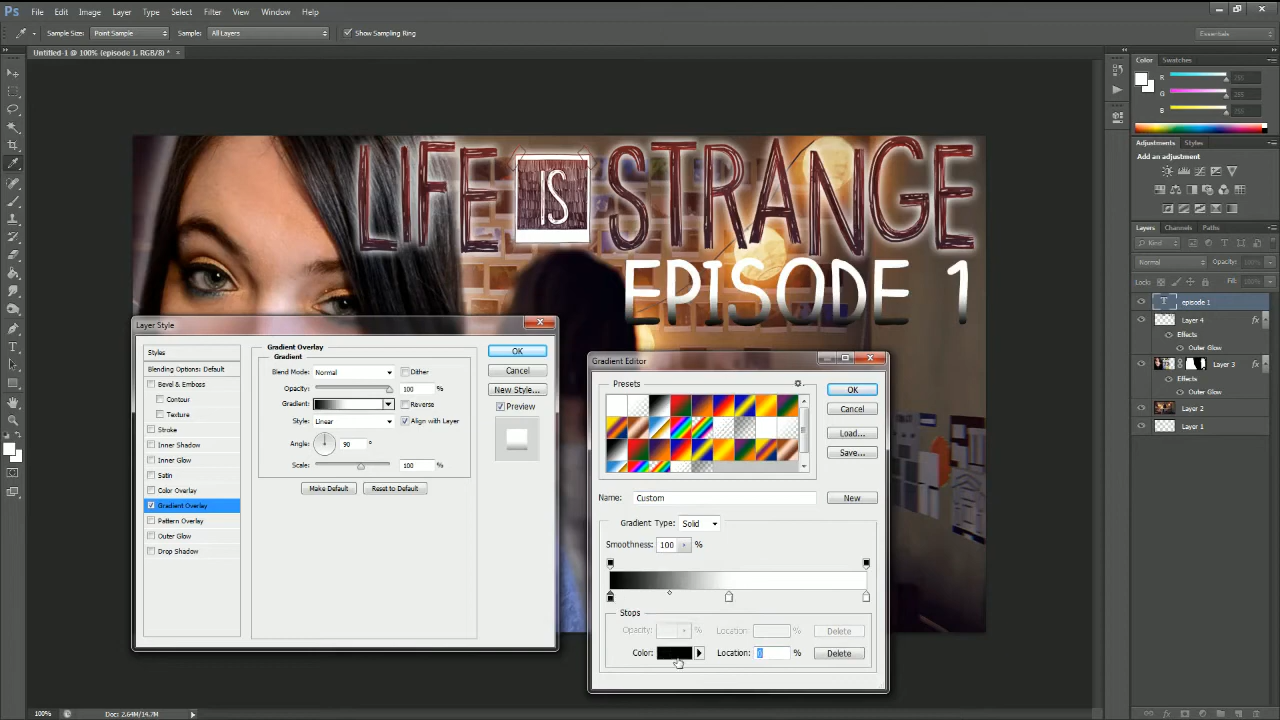 Ps File Edit Image Layer Type Select Filter View Window Help
Sample Size: Point Sample Sample: All Layers Show Sampling Ring Essentials
Untitled-1 @ 100% (episode 1, RGB/8) * ×
Color Swatches
R 255
G 255
B 255
Adjustments Styles
Add an adjustment
Layers Channels Paths
Kind
Normal Opacity:
Lock: Fill:
episode 1
Layer 4 fx
Effects
Outer Glow
Layer 3 fx
Effects
Outer Glow
Layer 2
Layer 1
LIFE IS STRANGE
EPISODE 1
Layer Style
Styles
Blending Options: Default
Bevel & Emboss
Contour
Texture
Stroke
Inner Shadow
Inner Glow
Satin
Color Overlay
Gradient Overlay
Pattern Overlay
Outer Glow
Drop Shadow
Gradient Overlay
Gradient
Blend Mode: Normal Dither
Opacity: 100 %
Gradient: Reverse
Style: Linear Align with Layer
Angle: 90 °
Scale: 100 %
Make Default Reset to Default
OK
Cancel
New Style...
Preview
Gradient Editor
Presets
OK
Cancel
Load...
Save...
Name: Custom New
Gradient Type: Solid
Smoothness: 100 %
Stops
Opacity: % Location: % Delete
Color: Location: 0 % Delete
100% Doc: 2.64M/14.7M